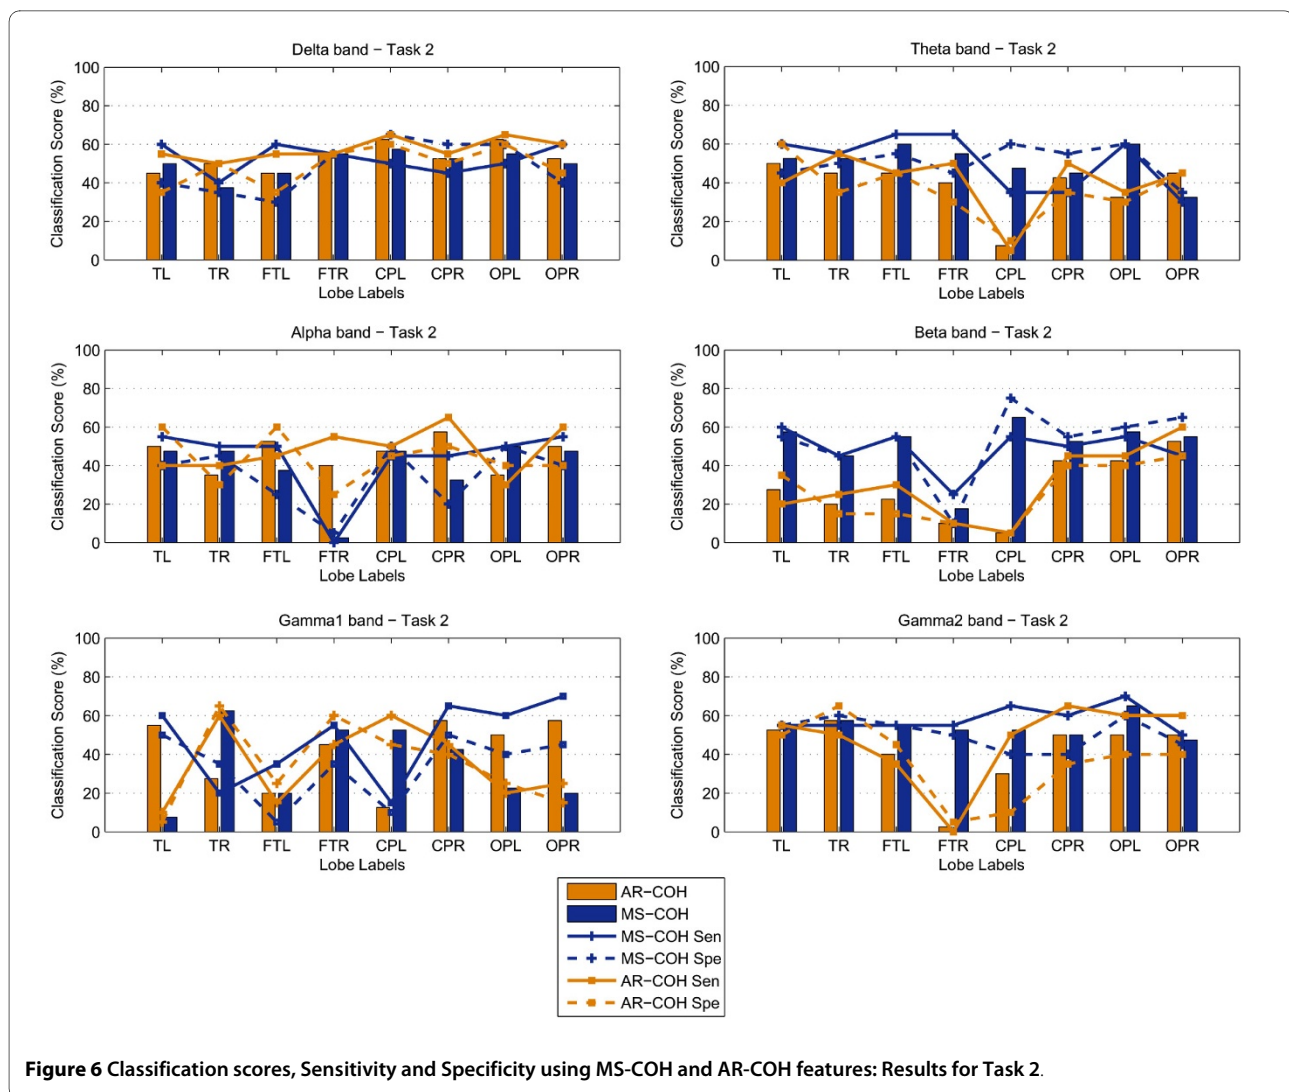 Delta band − Task 2
Classification Score (%)
100
80
60
40
20
0
TL TR FTL FTR CPL CPR OPL OPR
Lobe Labels
Theta band − Task 2
Classification Score (%)
100
80
60
40
20
0
TL TR FTL FTR CPL CPR OPL OPR
Lobe Labels
Alpha band − Task 2
Classification Score (%)
100
80
60
40
20
0
TL TR FTL FTR CPL CPR OPL OPR
Lobe Labels
Beta band − Task 2
Classification Score (%)
100
80
60
40
20
0
TL TR FTL FTR CPL CPR OPL OPR
Lobe Labels
Gamma1 band − Task 2
Classification Score (%)
100
80
60
40
20
0
TL TR FTL FTR CPL CPR OPL OPR
Lobe Labels
Gamma2 band − Task 2
Classification Score (%)
100
80
60
40
20
0
TL TR FTL FTR CPL CPR OPL OPR
Lobe Labels
AR−COH
MS−COH
MS−COH Sen
MS−COH Spe
AR−COH Sen
AR−COH Spe
Figure 6 Classification scores, Sensitivity and Specificity using MS-COH and AR-COH features: Results for Task 2.